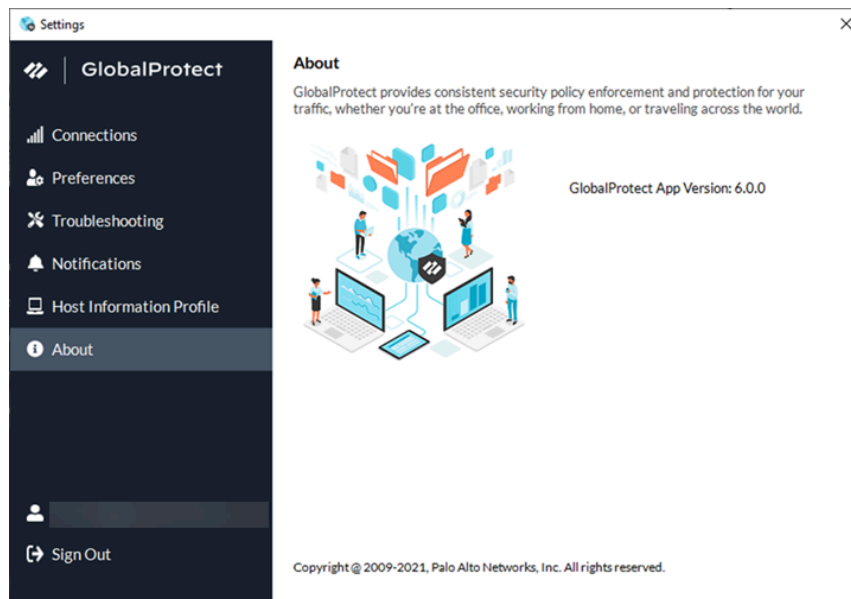 Settings
GlobalProtect
Connections
Preferences
Troubleshooting
Notifications
Host Information Profile
About
Sign Out
About
GlobalProtect provides consistent security policy enforcement and protection for your
traffic, whether you're at the office, working from home, or traveling across the world.
GlobalProtect App Version: 6.0.0
Copyright @ 2009-2021, Palo Alto Networks, Inc. All rights reserved.